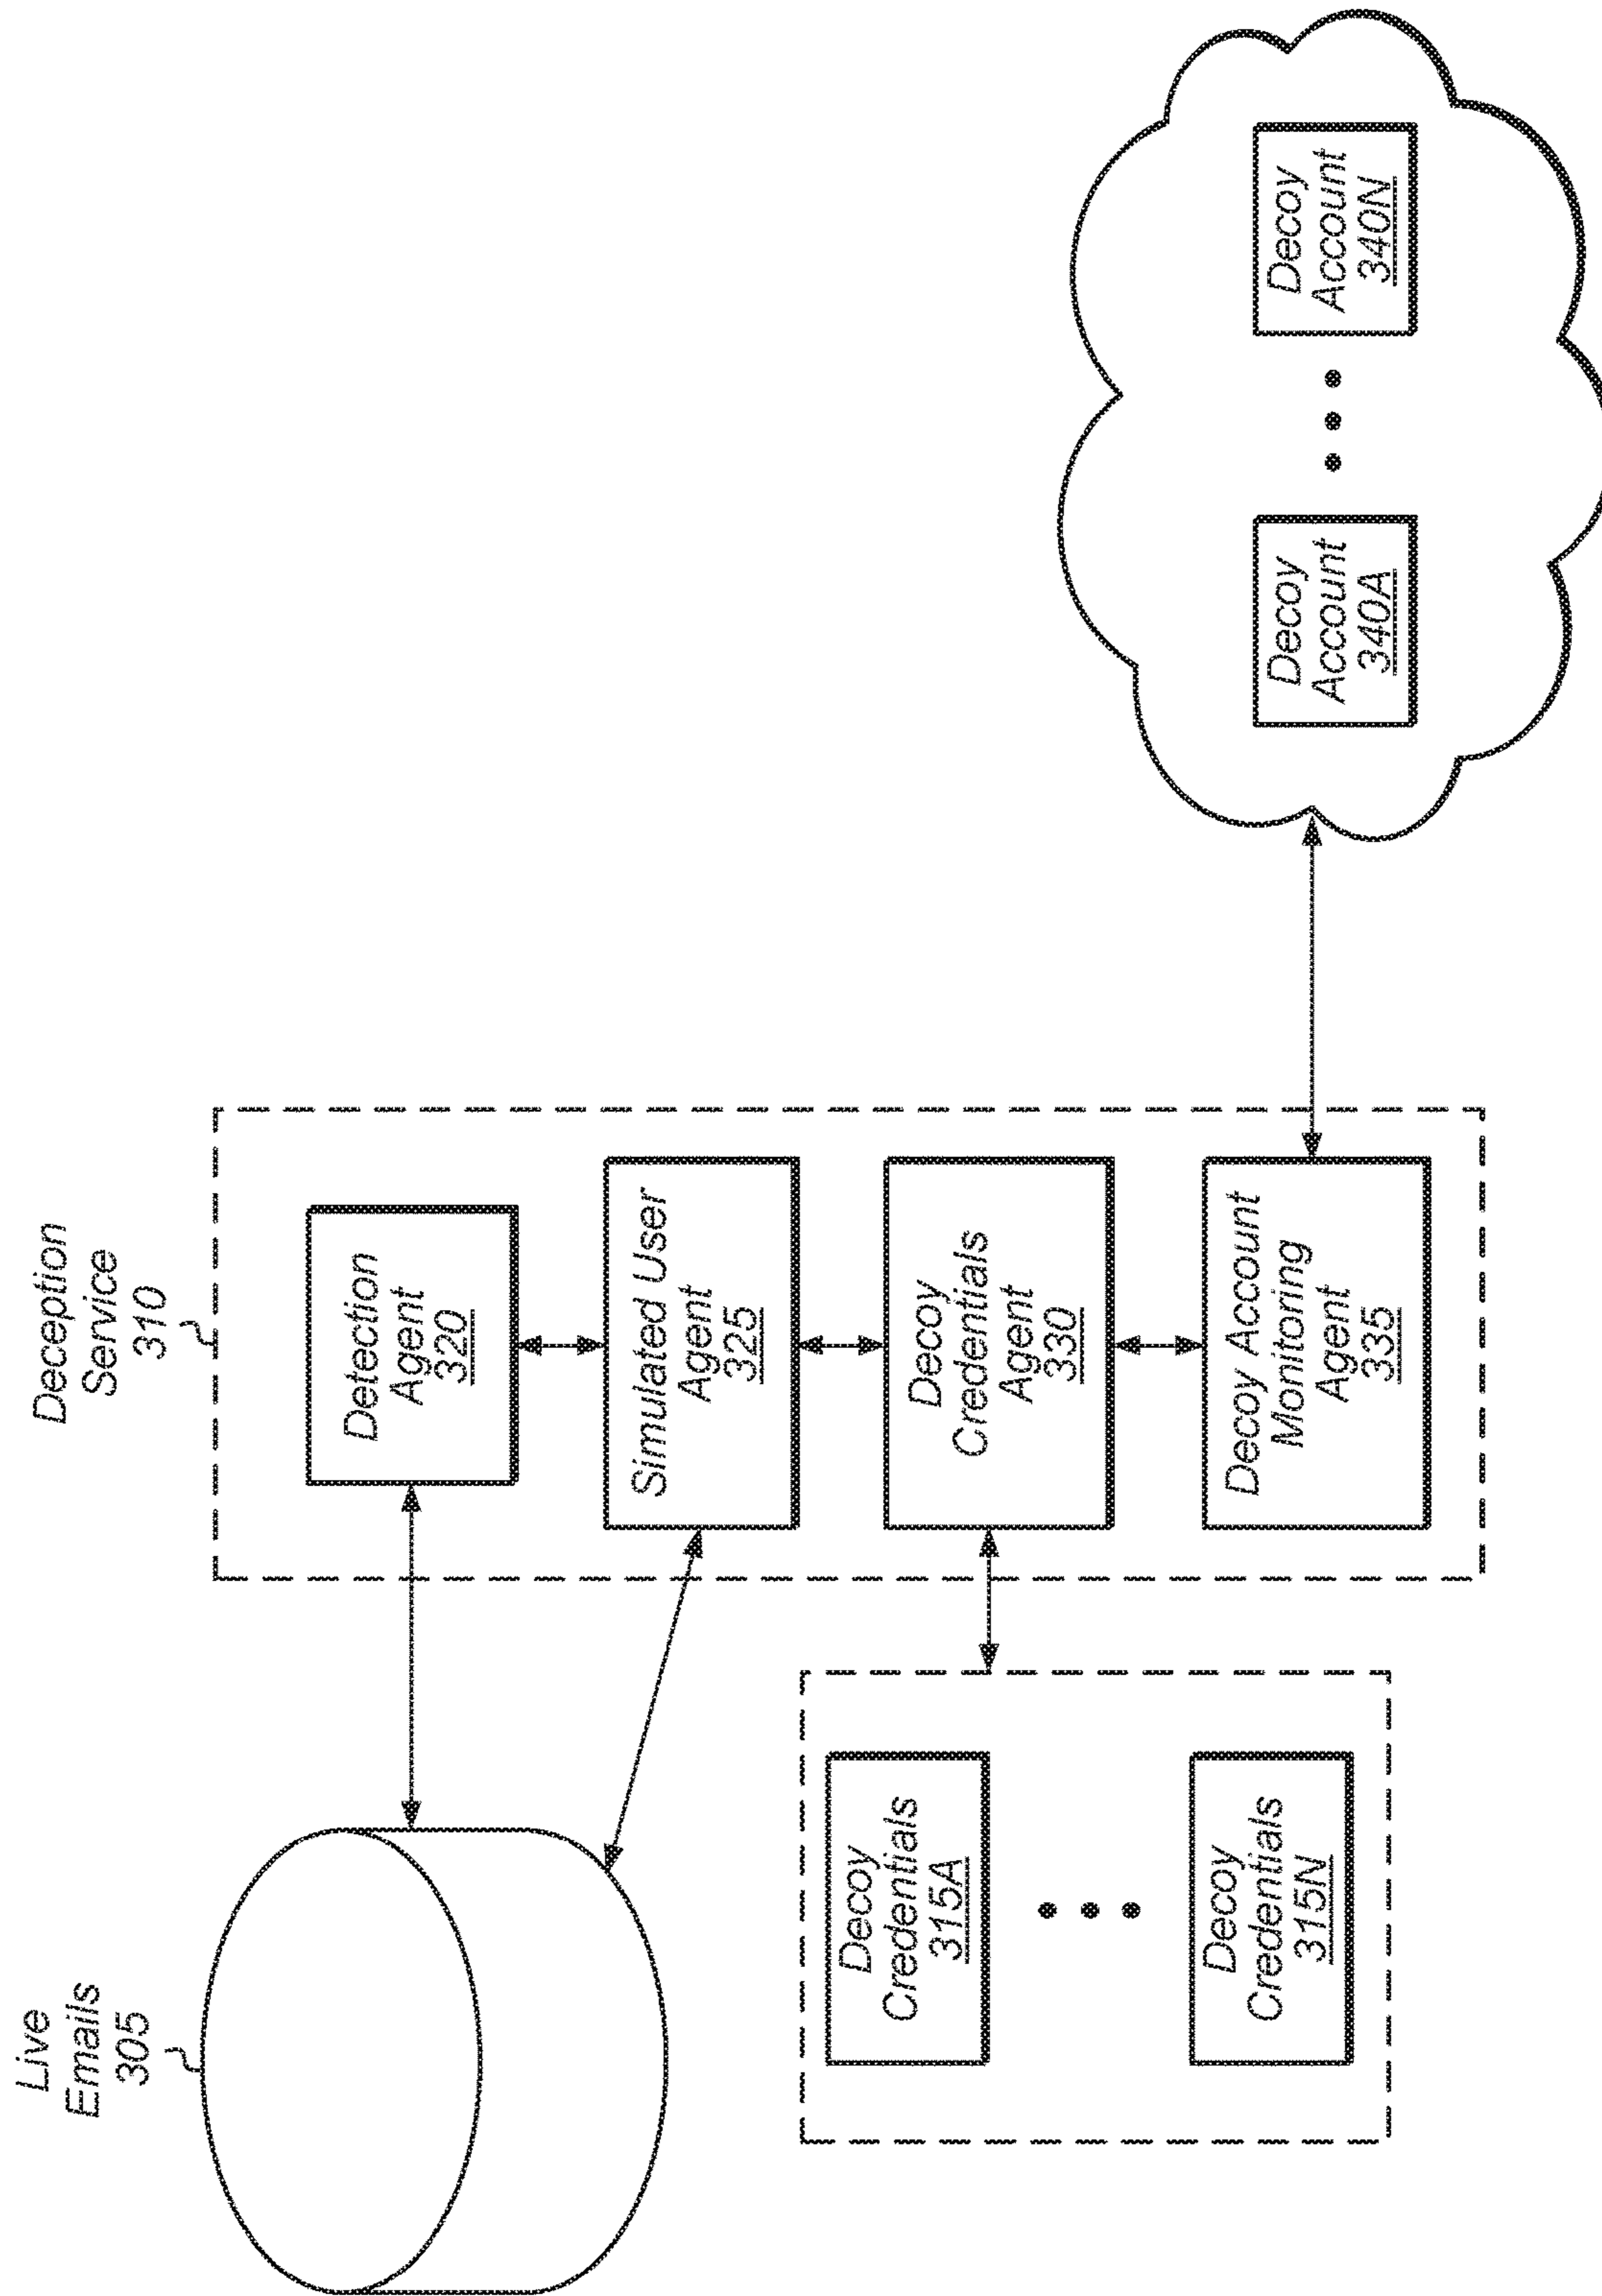 Live
Emails
305
Deception
Service
310
Detection
Agent
320
Simulated User
Agent
325
Decoy
Credentials
315A
Decoy
Credentials
Agent
330
Decoy
Credentials
315N
Decoy Account
Monitoring
Agent
335
Decoy
Account
340A
Decoy
Account
340N